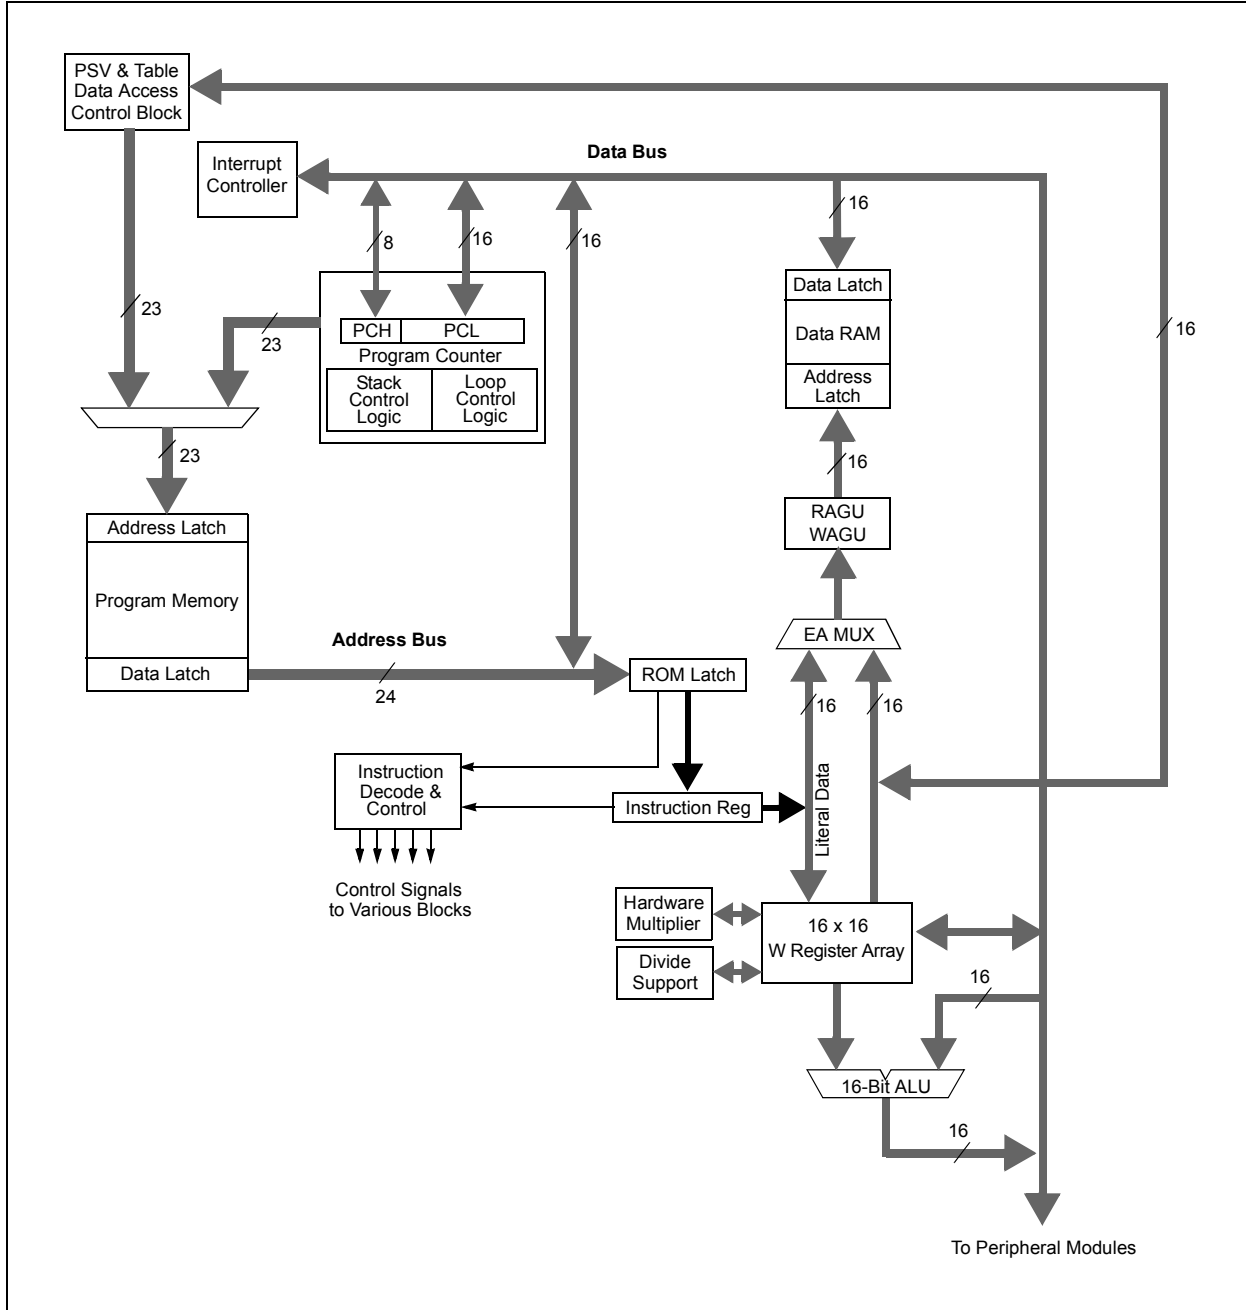 PSV & Table
Data Access
Control Block
Interrupt
Controller
Data Bus
16
8
16
16
23
23
16
PCH
PCL
Program Counter
Stack
Control
Logic
Loop
Control
Logic
Data Latch
Data RAM
Address
Latch
23
16
Address Latch
Program Memory
Data Latch
RAGU
WAGU
EA MUX
Address Bus
24
ROM Latch
16
16
Instruction
Decode &
Control
Instruction Reg
Literal Data
Control Signals
to Various Blocks
Hardware
Multiplier
Divide
Support
16 x 16
W Register Array
16
16-Bit ALU
16
To Peripheral Modules